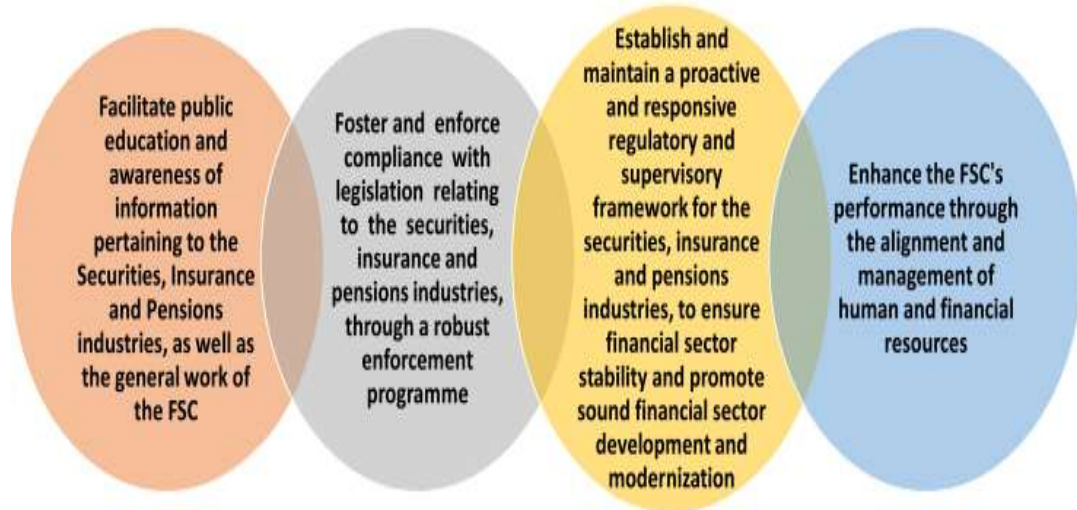 Facilitate public
education and
awareness of
information
pertaining to the
Securities, Insurance
and Pensions
industries, as well as
the general work of
the FSC
Foster and enforce
compliance with
legislation relating
to the securities,
insurance and
pensions industries,
through a robust
enforcement
programme
Establish and
maintain a proactive
and responsive
regulatory and
supervisory
framework for the
securities, insurance
and pensions
industries, to ensure
financial sector
stability and promote
sound financial sector
development and
modernization
Enhance the FSC's
performance through
the alignment and
management of
human and financial
resources